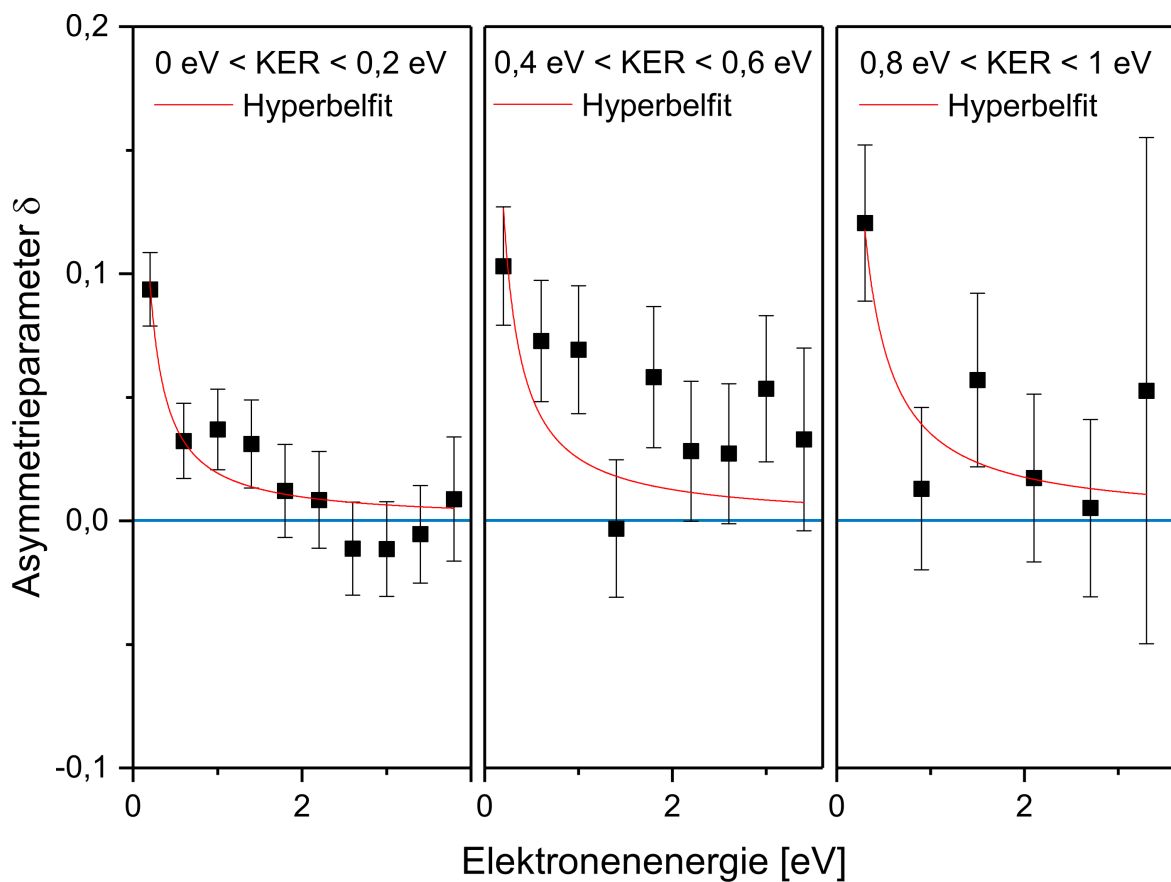 0,2
0 eV < KER < 0,2 eV
Hyperbelfit
0,4 eV < KER < 0,6 eV
Hyperbelfit
0,8 eV < KER < 1 eV
Hyperbelfit
Asymmetrieparameter δ
0,1
0,0
-0,1
0
2
0
2
0
2
Elektronenenergie [eV]